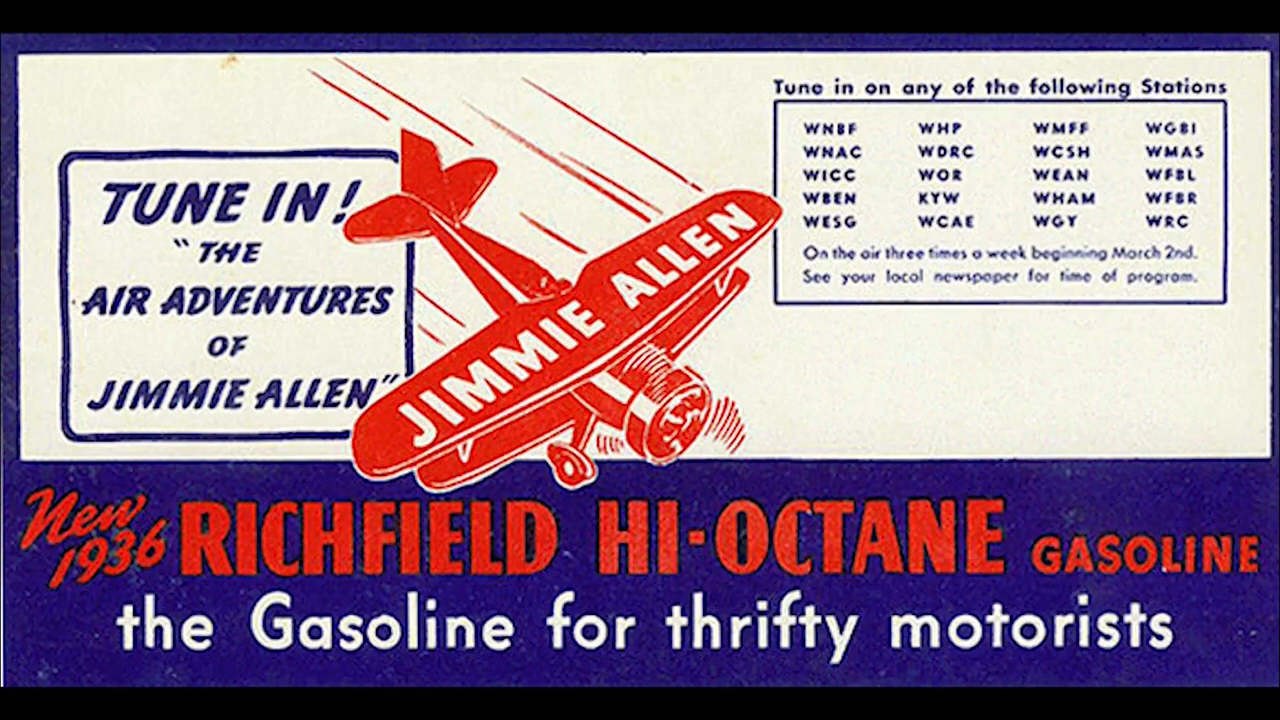 TUNE IN!
"THE
AIR ADVENTURES
OF
JIMMIE ALLEN"
JIMMIE ALLEN
Tune in on any of the following Stations
WNBF WHP WMFF WGBI
WNAC WDRC WCSH WMAS
WICC WOR WEAN WFBL
WBEN KYW WHAM WFBR
WESG WCAE WGY WRC
On the air three times a week beginning March 2nd.
See your local newspaper for time of program.
New
1936 RICHFIELD HI-OCTANE GASOLINE
the Gasoline for thrifty motorists